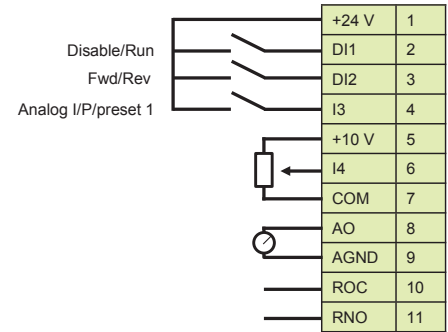 +24 V 1
Disable/Run DI1 2
Fwd/Rev DI2 3
Analog I/P/preset 1 I3 4
+10 V 5
I4 6
COM 7
AO 8
AGND 9
ROC 10
RNO 11